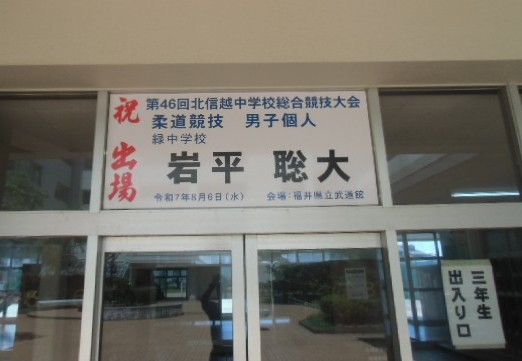 祝出場
第46回北信越中学校総合競技大会
柔道競技 男子個人
緑中学校
岩平 聡大
令和7年8月6日(水) 会場:福井県立武道館
三年生
出入り口